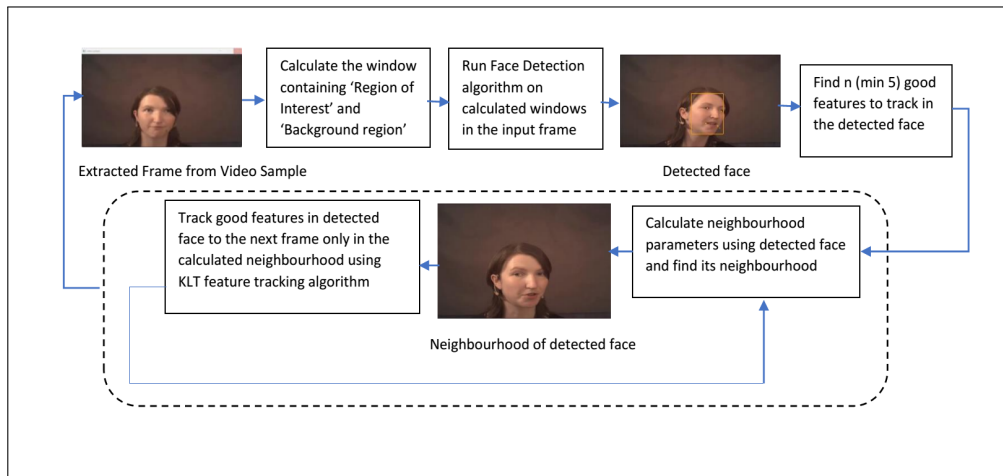 Calculate the window
containing ‘Region of
Interest’ and
‘Background region’
Run Face Detection
algorithm on
calculated windows
in the input frame
Find n (min 5) good
features to track in
the detected face
Extracted Frame from Video Sample
Detected face
Track good features in detected
face to the next frame only in the
calculated neighbourhood using
KLT feature tracking algorithm
Calculate neighbourhood
parameters using detected face
and find its neighbourhood
Neighbourhood of detected face